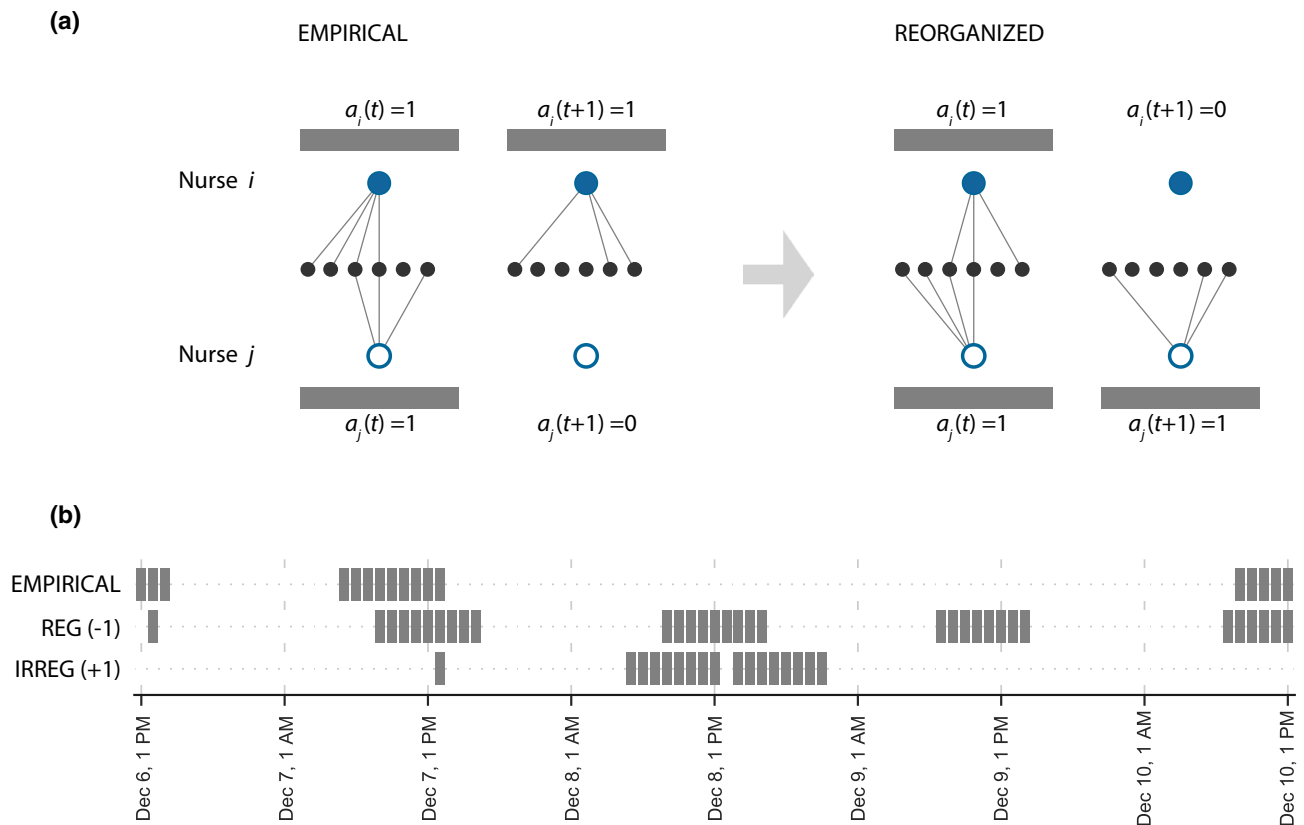 (a)
EMPIRICAL REORGANIZED
a_i(t) =1 a_i(t+1) =1 a_i(t) =1 a_i(t+1) =0
Nurse i
Nurse j
a_j(t) =1 a_j(t+1) =0 a_j(t) =1 a_j(t+1) =1
(b)
EMPIRICAL
REG (-1)
IRREG (+1)
Dec 6, 1 PM
Dec 7, 1 AM
Dec 7, 1 PM
Dec 8, 1 AM
Dec 8, 1 PM
Dec 9, 1 AM
Dec 9, 1 PM
Dec 10, 1 AM
Dec 10, 1 PM